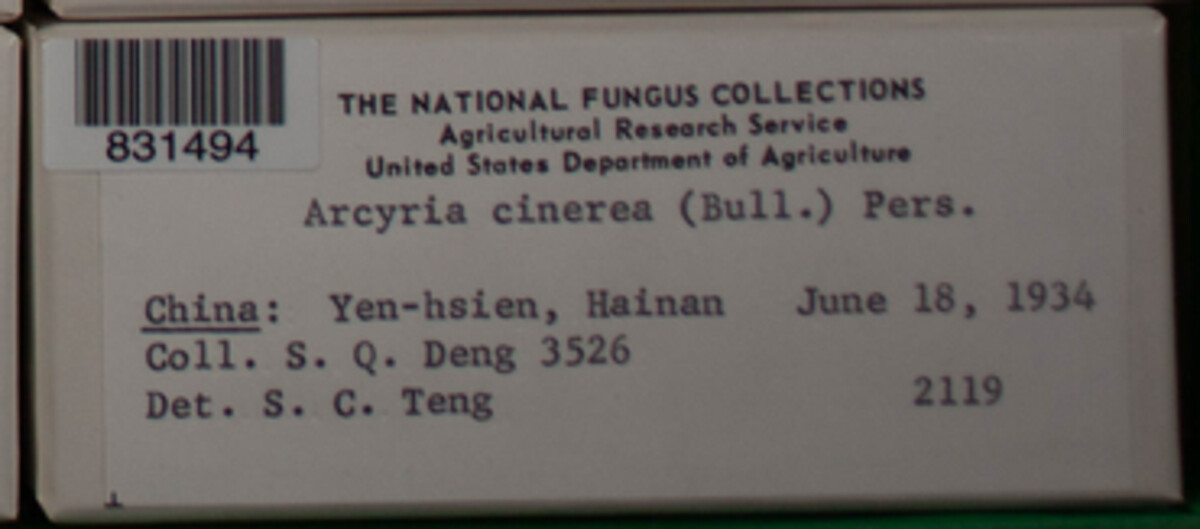 831494
THE NATIONAL FUNGUS COLLECTIONS
Agricultural Research Service
United States Department of Agriculture
Arcyria cinerea (Bull.) Pers.
China: Yen-hsien, Hainan June 18, 1934
Coll. S. Q. Deng 3526
Det. S. C. Teng 2119